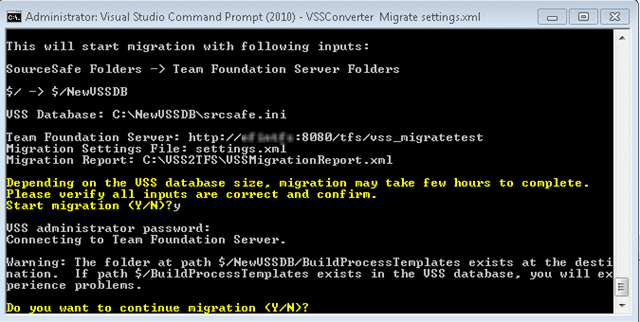 Administrator: Visual Studio Command Prompt (2010) - VSSConverter Migrate settings.xml
This will start migration with following inputs:
SourceSafe Folders -> Team Foundation Server Folders
$/ -> $/NewVSSDB
VSS Database: C:\NewVSSDB\srcsafe.ini
Team Foundation Server: http:// :8080/tfs/vss_migratetest
Migration Settings File: settings.xml
Migration Report: C:\VSS2TFS\VSSMigrationReport.xml
Depending on the VSS database size, migration may take few hours to complete.
Please verify all inputs are correct and confirm.
Start migration (Y/N)?y
VSS administrator password:
Connecting to Team Foundation Server.
Warning: The folder at path $/NewVSSDB/BuildProcessTemplates exists at the desti
nation.  If path $/BuildProcessTemplates exists in the VSS database, you will ex
perience problems.
Do you want to continue migration (Y/N)?